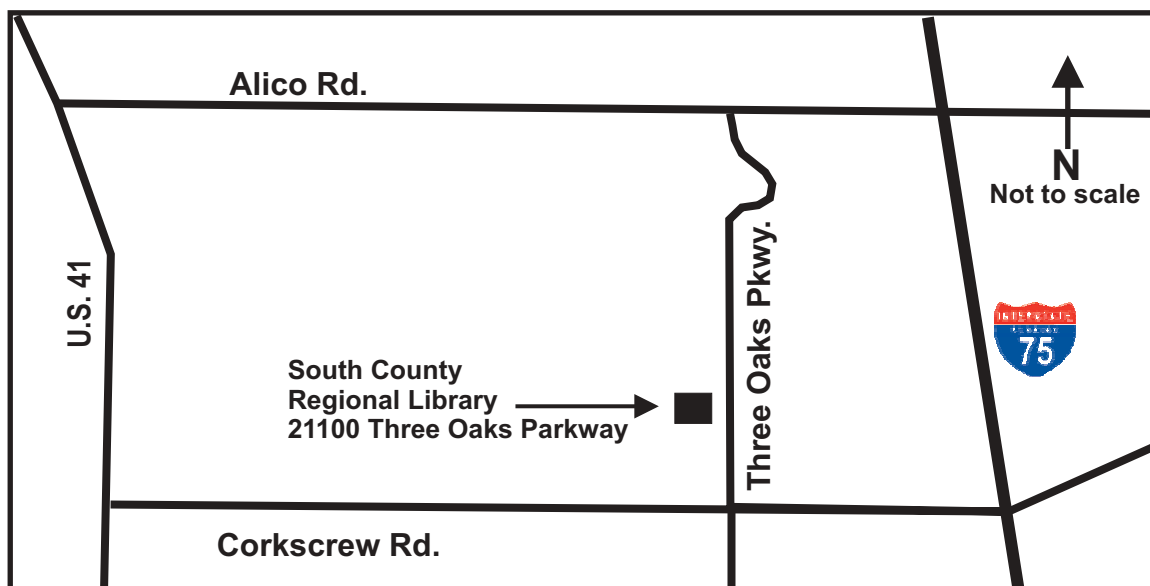 Alico Rd.
N
Not to scale
U.S. 41
Three Oaks Pkwy.
INTERSTATE
75
South County
Regional Library
21100 Three Oaks Parkway
Corkscrew Rd.